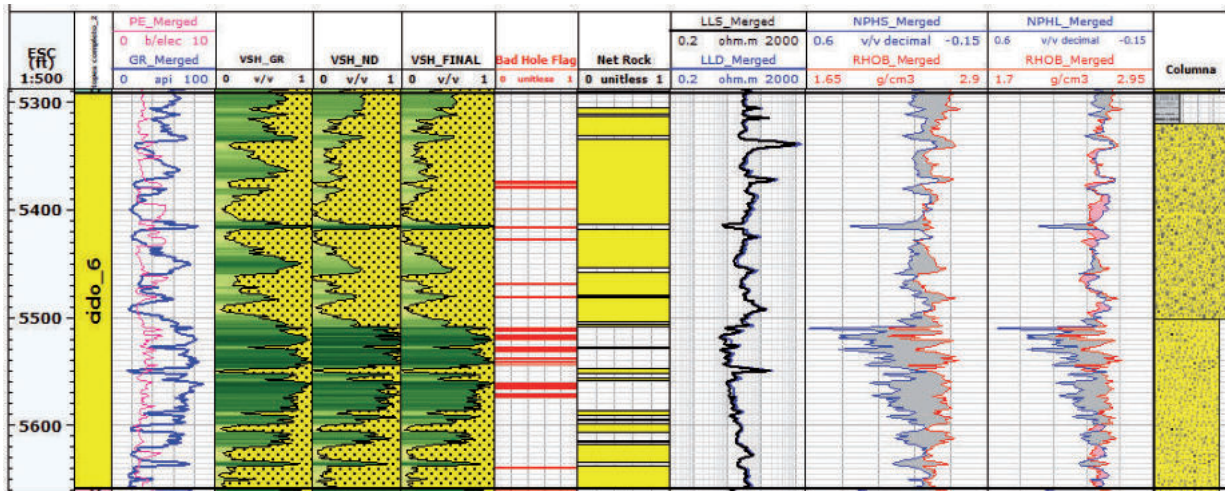 PE_Merged
0 b/elec 10
GR_Merged
0 api 100
ESC
(ft)
1:500
VSH_GR
0 v/v 1
VSH_ND
0 v/v 1
VSH_FINAL
0 v/v 1
Bad Hole Flag
0 unitless 1
Net Rock
0 unitless 1
LLS_Merged
0.2 ohm.m 2000
LLD_Merged
0.2 ohm.m 2000
NPHS_Merged
0.6 v/v decimal -0.15
RHOB_Merged
1.65 g/cm3 2.9
NPHL_Merged
0.6 v/v decimal -0.15
RHOB_Merged
1.7 g/cm3 2.95
Columna
5300
5400
5500
5600